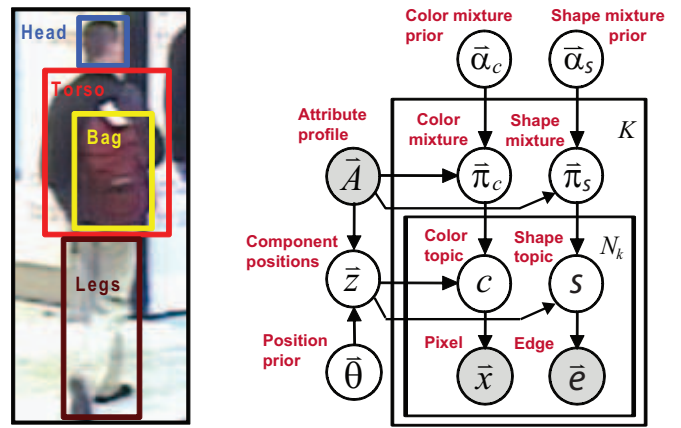 Head
Torso
Bag
Legs
Color mixture
prior
Shape mixture
prior
α⃗c
α⃗s
Attribute
profile
Color
mixture
Shape
mixture
K
A⃗
π⃗c
π⃗s
Component
positions
Color
topic
Shape
topic
Nk
z⃗
c
s
Position
prior
Pixel
Edge
θ⃗
x⃗
e⃗